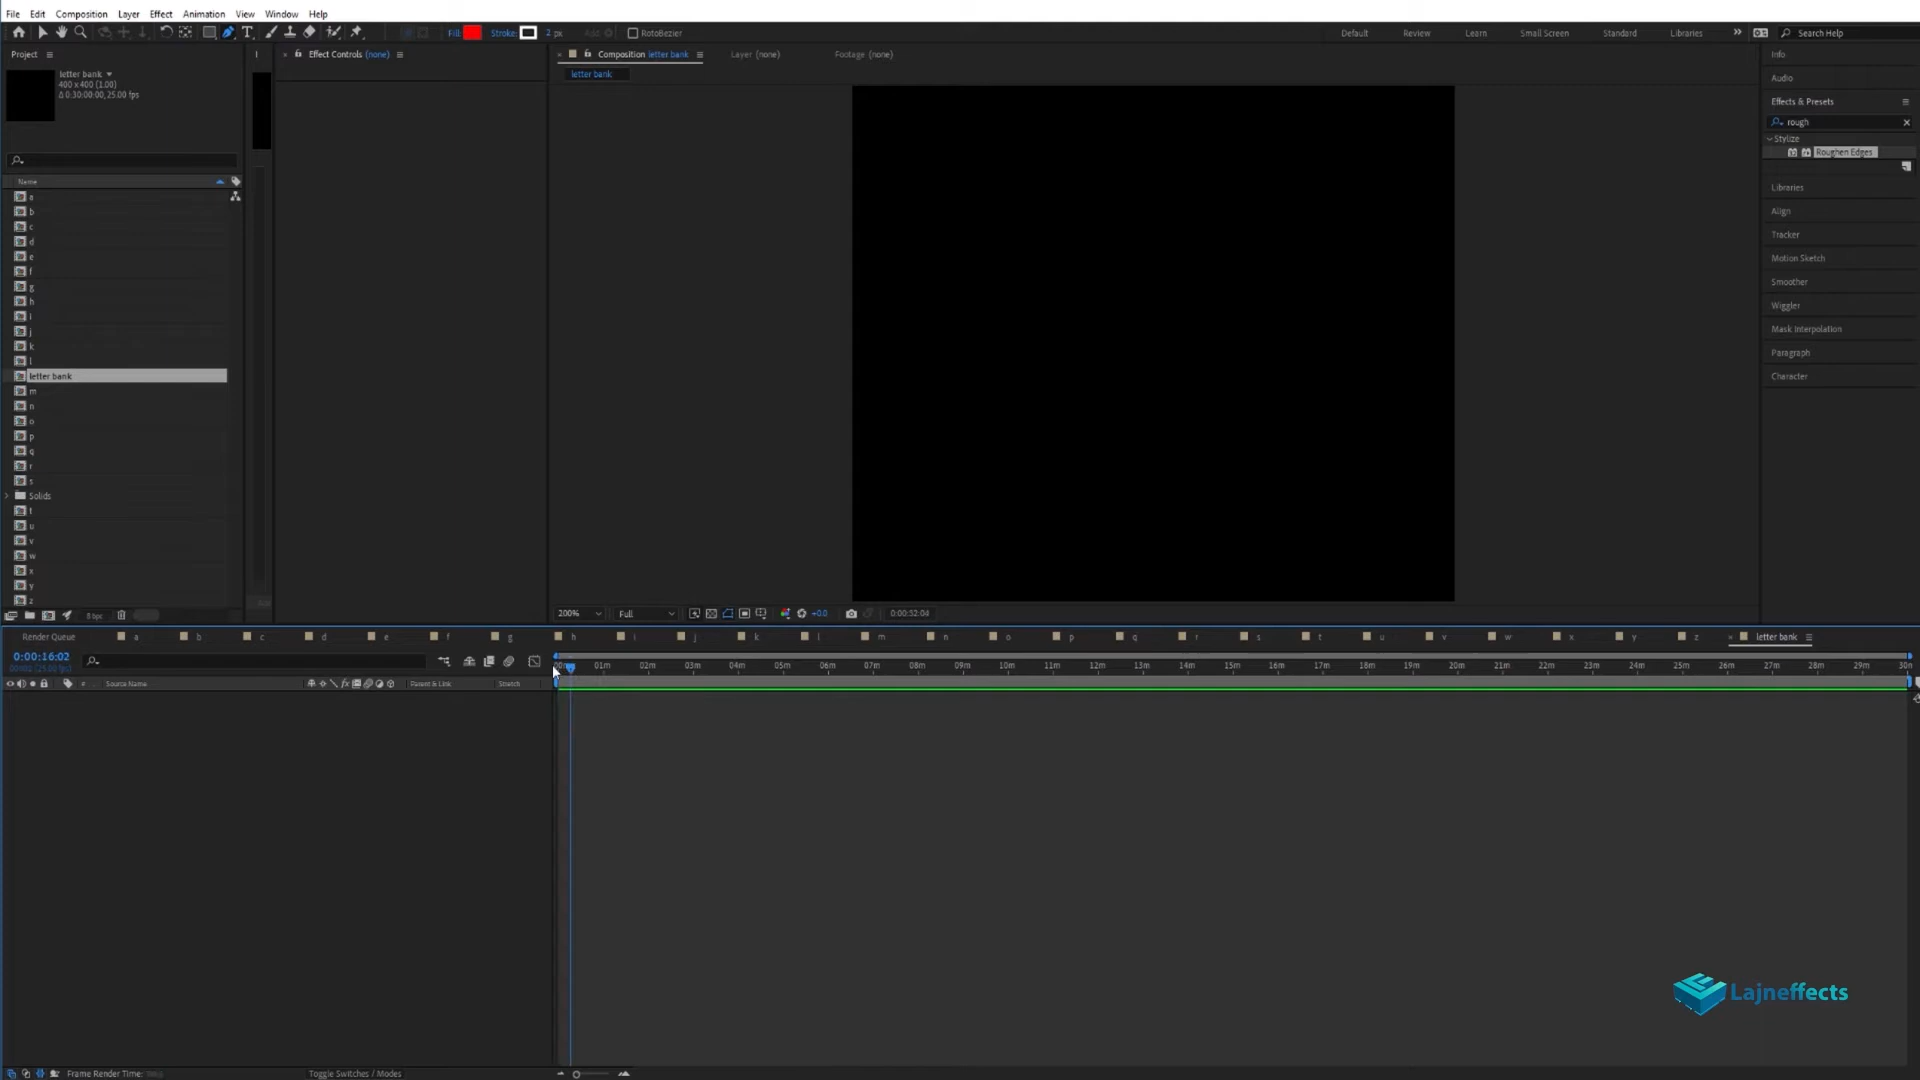 File Edit Composition Layer Effect Animation View Window Help
Fill: Stroke: 2 px Add: RotoBezier Default Review Learn Small Screen Standard Libraries Search Help
Project Effect Controls (none) Composition letter bank Layer (none) Footage (none) Info
letter bank
letter bank
400 x 400 (1.00)
Δ 0:30:00:00, 25.00 fps
Audio
Effects & Presets
rough
Stylize
Roughen Edges
Libraries
Align
Tracker
Motion Sketch
Smoother
Wiggler
Mask Interpolation
Paragraph
Character
Name
a
b
c
d
e
f
g
h
i
j
k
l
letter bank
m
n
o
p
q
r
s
Solids
t
u
v
w
x
y
z
8 bpc
200% Full +0.0 0:00:52:04
Render Queue a b c d e f g h i j k l m n o p q r s t u v w x y z letter bank
0:00:16:02
01m 02m 03m 04m 05m 06m 07m 08m 09m 10m 11m 12m 13m 14m 15m 16m 17m 18m 19m 20m 21m 22m 23m 24m 25m 26m 27m 28m 29m 30m
# Source Name fx Parent & Link Stretch
Lajneffects
Frame Render Time: Toggle Switches / Modes